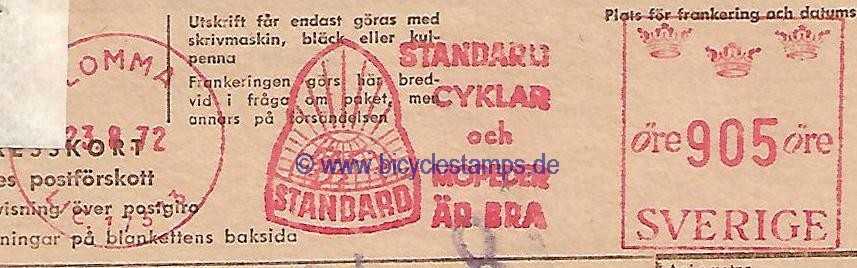 Utskrift får endast göras med
skrivmaskin, bläck eller kul-
penna
Frankeringen görs här bred-
vid i fråga om paket, men
annars på försändelsen
Plats för frankering och datums
LOMMA
23.8.72
STANDARD
STANDARD
CYKLAR
och
MOPEDER
ÄR BRA
öre 905 öre
SVERIGE
© www.bicyclestamps.de
RESSKORT
es postförskott
visning över postgiro
ningar på blankettens baksida